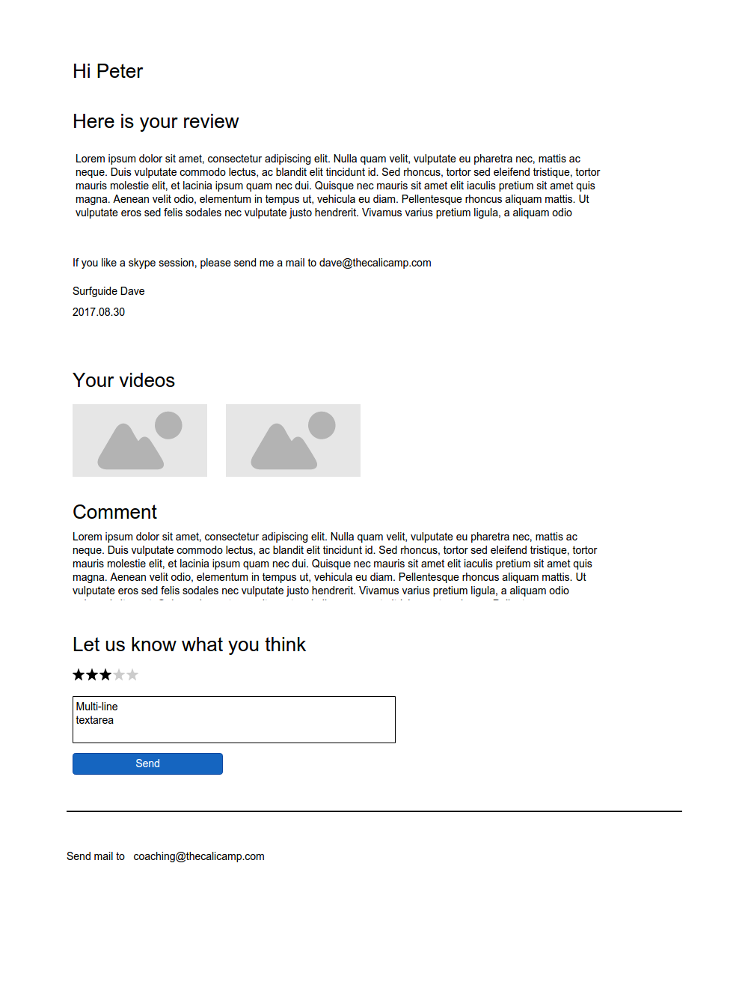 Hi Peter
Here is your review
Lorem ipsum dolor sit amet, consectetur adipiscing elit. Nulla quam velit, vulputate eu pharetra nec, mattis ac
neque. Duis vulputate commodo lectus, ac blandit elit tincidunt id. Sed rhoncus, tortor sed eleifend tristique, tortor
mauris molestie elit, et lacinia ipsum quam nec dui. Quisque nec mauris sit amet elit iaculis pretium sit amet quis
magna. Aenean velit odio, elementum in tempus ut, vehicula eu diam. Pellentesque rhoncus aliquam mattis. Ut
vulputate eros sed felis sodales nec vulputate justo hendrerit. Vivamus varius pretium ligula, a aliquam odio
If you like a skype session, please send me a mail to dave@thecalicamp.com
Surfguide Dave
2017.08.30
Your videos
Comment
Lorem ipsum dolor sit amet, consectetur adipiscing elit. Nulla quam velit, vulputate eu pharetra nec, mattis ac
neque. Duis vulputate commodo lectus, ac blandit elit tincidunt id. Sed rhoncus, tortor sed eleifend tristique, tortor
mauris molestie elit, et lacinia ipsum quam nec dui. Quisque nec mauris sit amet elit iaculis pretium sit amet quis
magna. Aenean velit odio, elementum in tempus ut, vehicula eu diam. Pellentesque rhoncus aliquam mattis. Ut
vulputate eros sed felis sodales nec vulputate justo hendrerit. Vivamus varius pretium ligula, a aliquam odio
Let us know what you think
Multi-line
textarea
Send
Send mail to coaching@thecalicamp.com